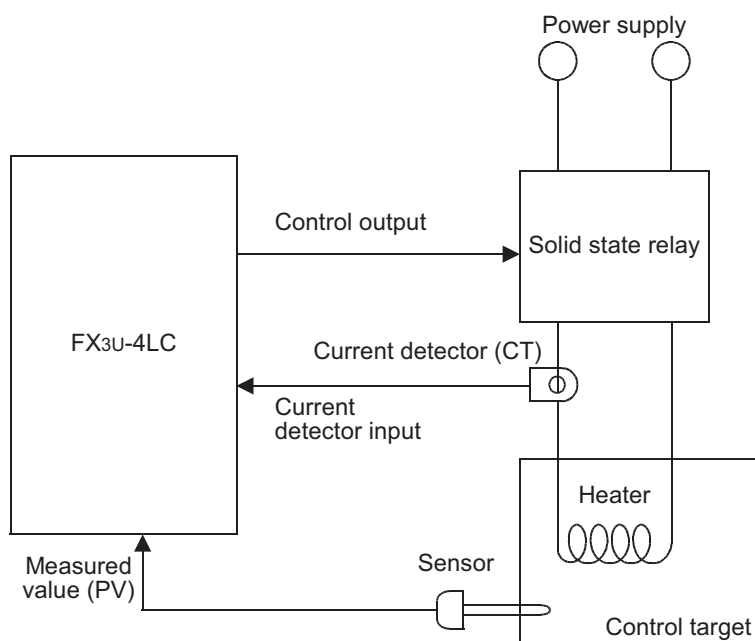 Power supply
Control output
Solid state relay
FX3U-4LC
Current detector (CT)
Current
detector input
Heater
Measured
value (PV)
Sensor
Control target